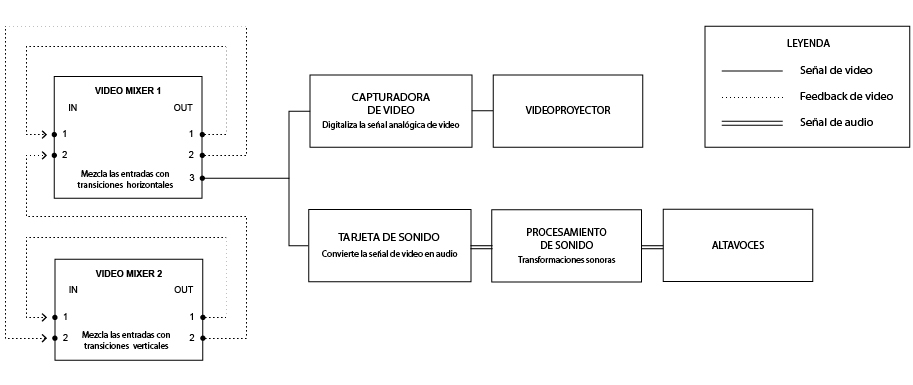 VIDEO MIXER 1
IN
OUT
1
1
2
2
3
Mezcla las entradas con
transiciones horizontales
VIDEO MIXER 2
IN
OUT
1
1
2
2
Mezcla las entradas con
transiciones verticales
CAPTURADORA
DE VIDEO
Digitaliza la señal analógica de video
VIDEOPROYECTOR
TARJETA DE SONIDO
Convierte la señal de video en audio
PROCESAMIENTO
DE SONIDO
Transformaciones sonoras
ALTAVOCES
LEYENDA
Señal de video
Feedback de video
Señal de audio